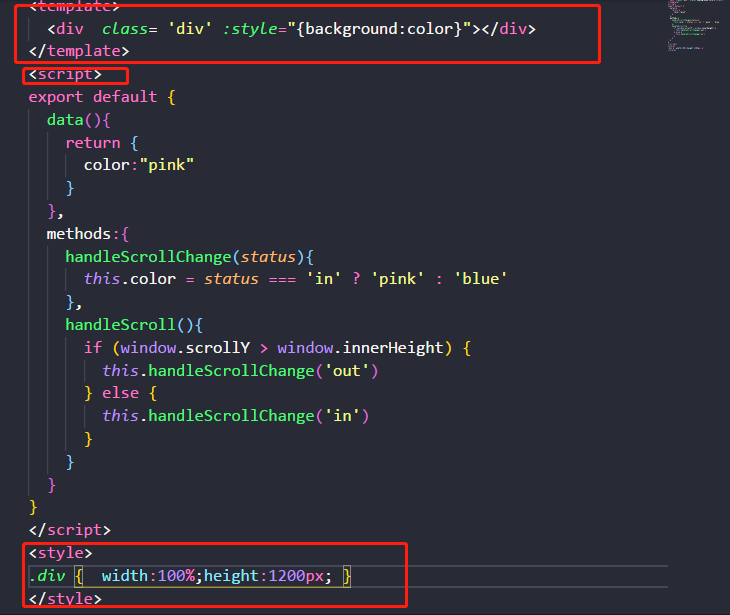 <template>
<div class= 'div' :style="{background:color}"></div>
</template>
<script>
export default {
data(){
return {
color:"pink"
}
},
methods:{
handleScrollChange(status){
this.color = status === 'in' ? 'pink' : 'blue'
},
handleScroll(){
if (window.scrollY > window.innerHeight) {
this.handleScrollChange('out')
} else {
this.handleScrollChange('in')
}
}
}
}
</script>
<style>
.div {  width:100%;height:1200px; }
</style>